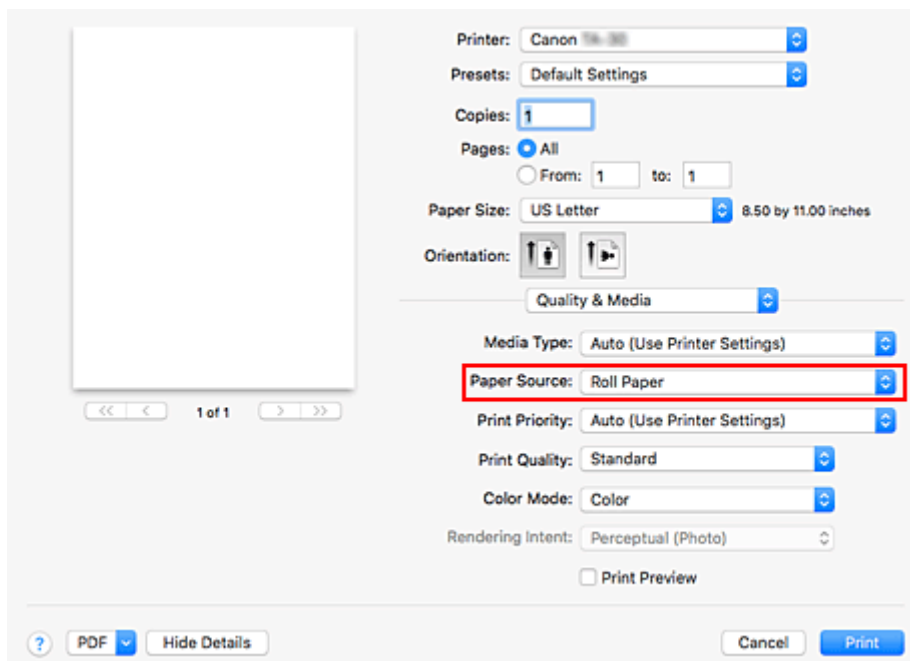 Printer: Canon
Presets: Default Settings
Copies: 1
Pages: All
From: 1 to: 1
Paper Size: US Letter 8.50 by 11.00 inches
Orientation:
Quality & Media
Media Type: Auto (Use Printer Settings)
Paper Source: Roll Paper
<< < 1 of 1 > >>
Print Priority: Auto (Use Printer Settings)
Print Quality: Standard
Color Mode: Color
Rendering Intent: Perceptual (Photo)
Print Preview
? PDF Hide Details Cancel Print